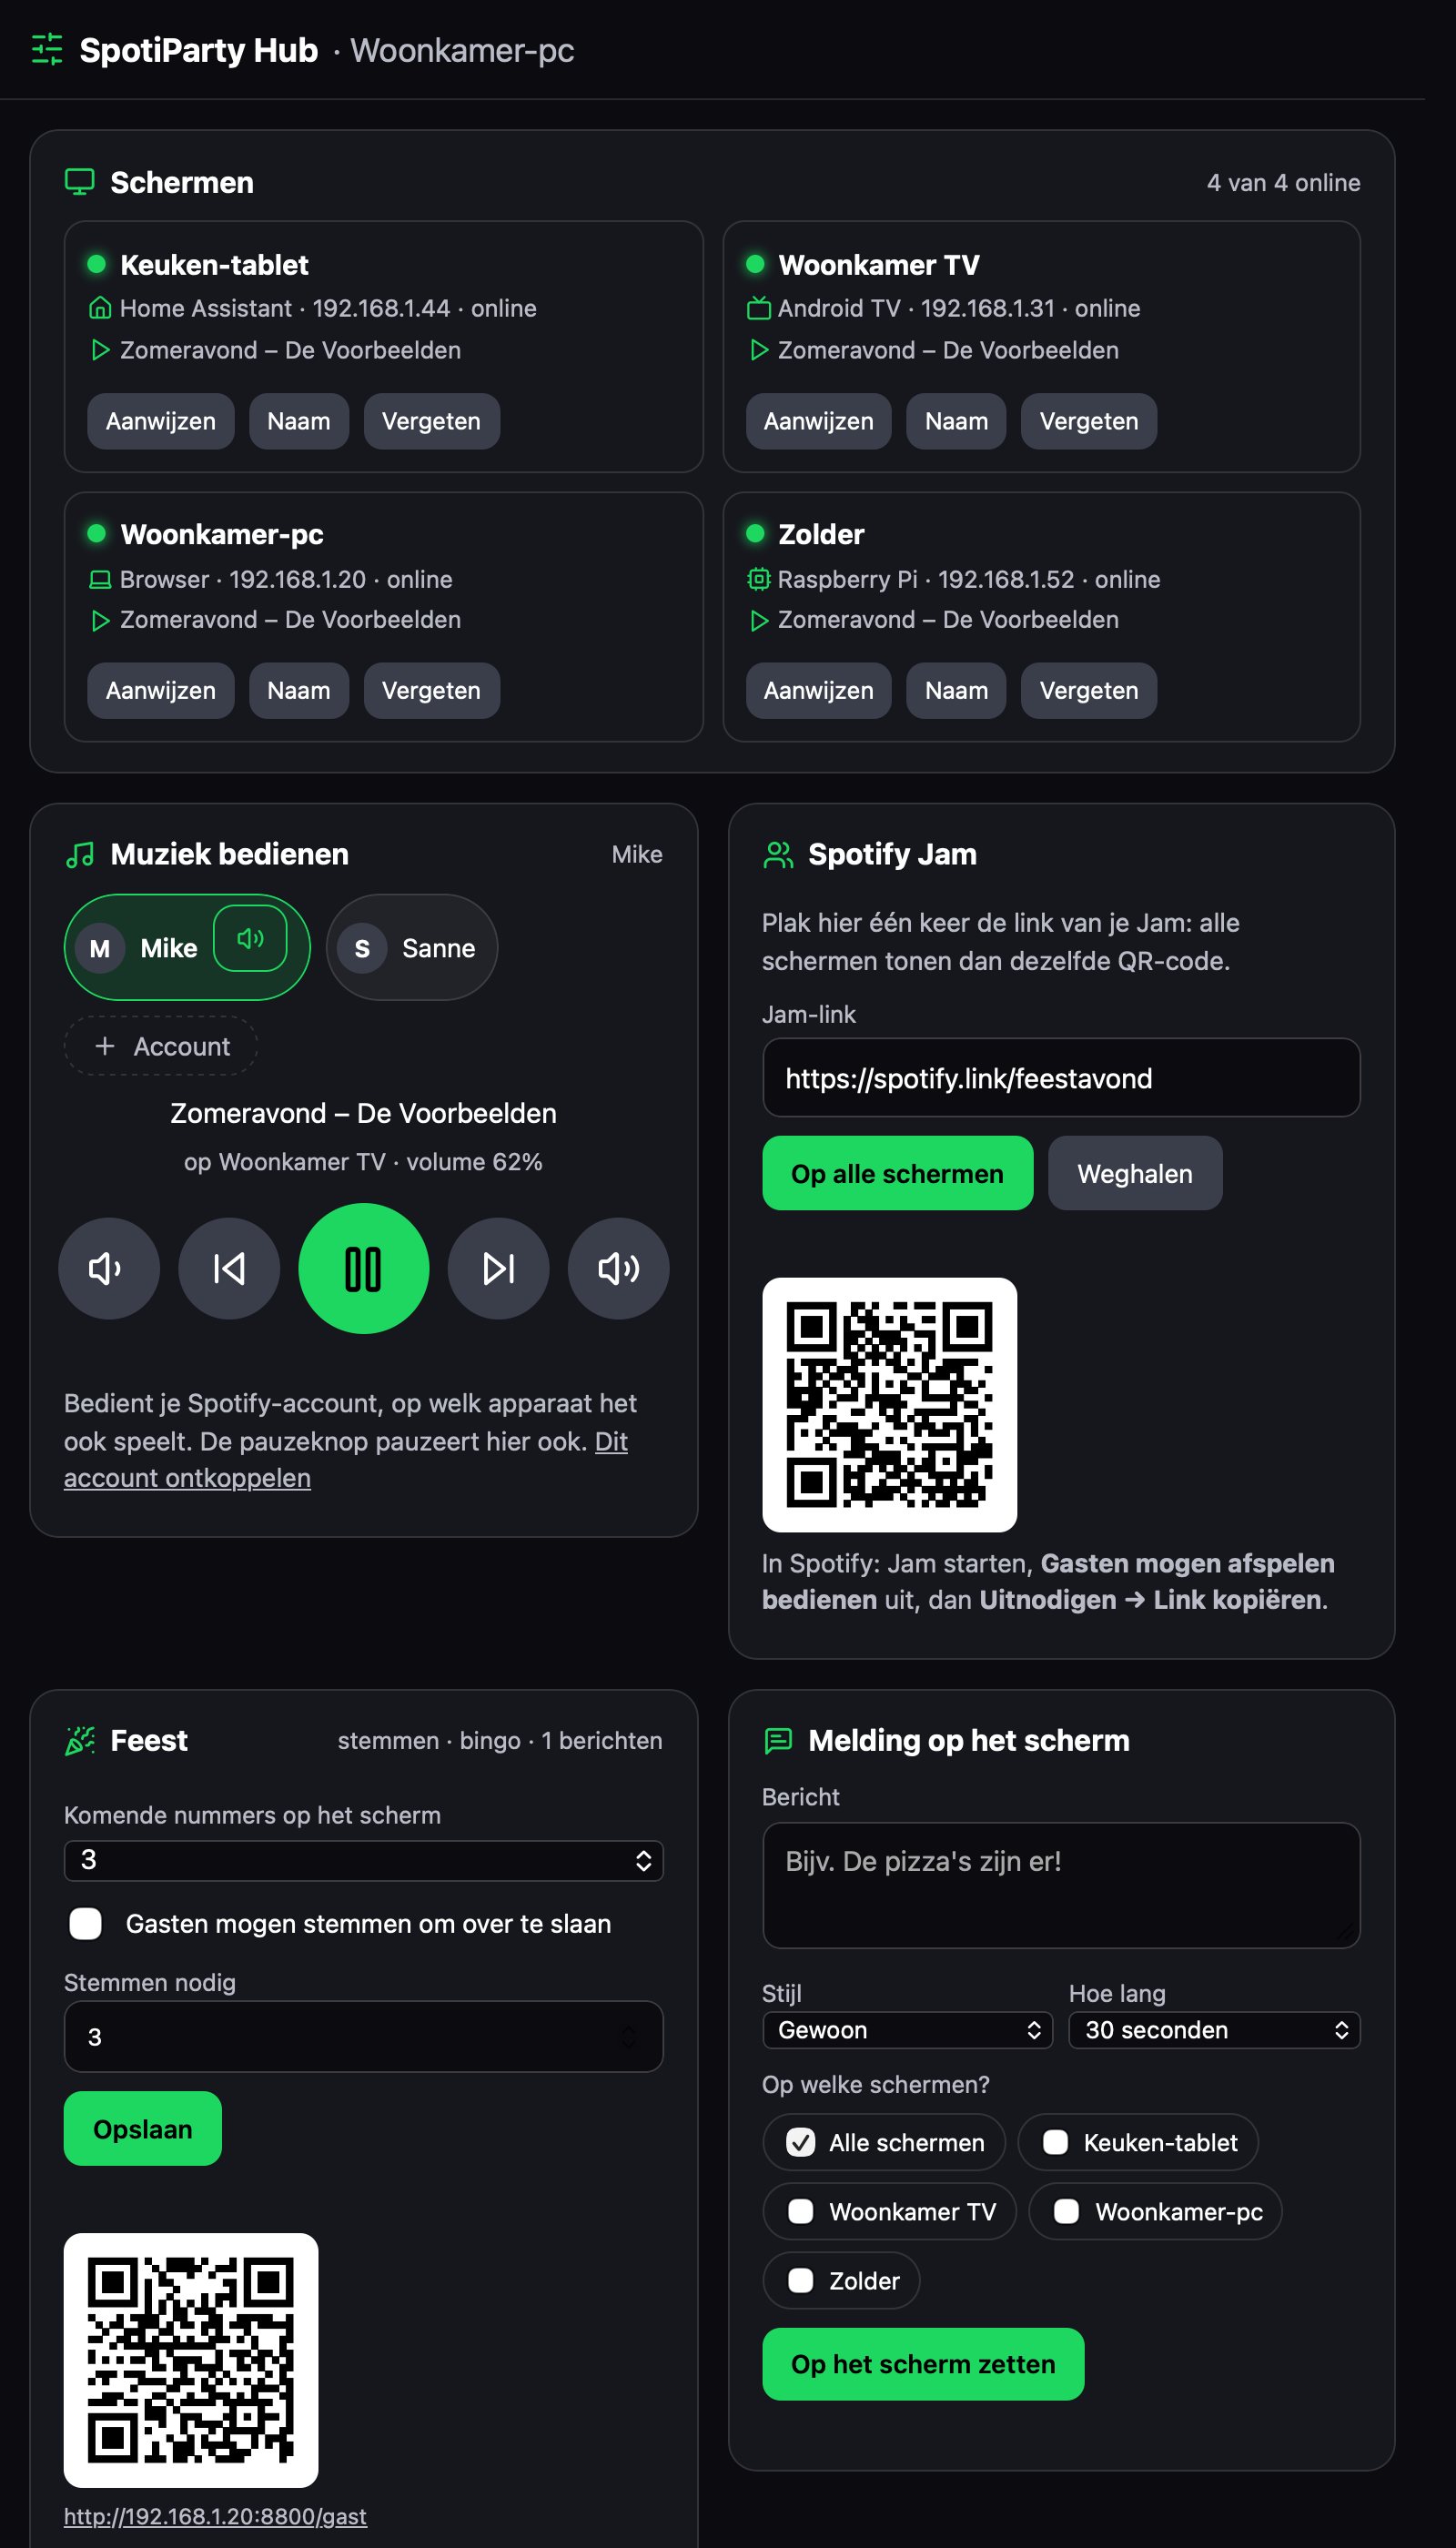 SpotiParty Hub · Woonkamer-pc
Schermen
4 van 4 online
Keuken-tablet
Home Assistant · 192.168.1.44 · online
Zomeravond – De Voorbeelden
Aanwijzen Naam Vergeten
Woonkamer TV
Android TV · 192.168.1.31 · online
Zomeravond – De Voorbeelden
Aanwijzen Naam Vergeten
Woonkamer-pc
Browser · 192.168.1.20 · online
Zomeravond – De Voorbeelden
Aanwijzen Naam Vergeten
Zolder
Raspberry Pi · 192.168.1.52 · online
Zomeravond – De Voorbeelden
Aanwijzen Naam Vergeten
Muziek bedienen
Mike
M Mike
S Sanne
+ Account
Zomeravond – De Voorbeelden
op Woonkamer TV · volume 62%
Bedient je Spotify-account, op welk apparaat het
ook speelt. De pauzeknop pauzeert hier ook. Dit
account ontkoppelen
Spotify Jam
Plak hier één keer de link van je Jam: alle
schermen tonen dan dezelfde QR-code.
Jam-link
https://spotify.link/feestavond
Op alle schermen Weghalen
In Spotify: Jam starten, Gasten mogen afspelen
bedienen uit, dan Uitnodigen → Link kopiëren.
Feest
stemmen · bingo · 1 berichten
Komende nummers op het scherm
3
Gasten mogen stemmen om over te slaan
Stemmen nodig
3
Opslaan
http://192.168.1.20:8800/gast
Melding op het scherm
Bericht
Bijv. De pizza's zijn er!
Stijl Hoe lang
Gewoon 30 seconden
Op welke schermen?
Alle schermen Keuken-tablet
Woonkamer TV Woonkamer-pc
Zolder
Op het scherm zetten